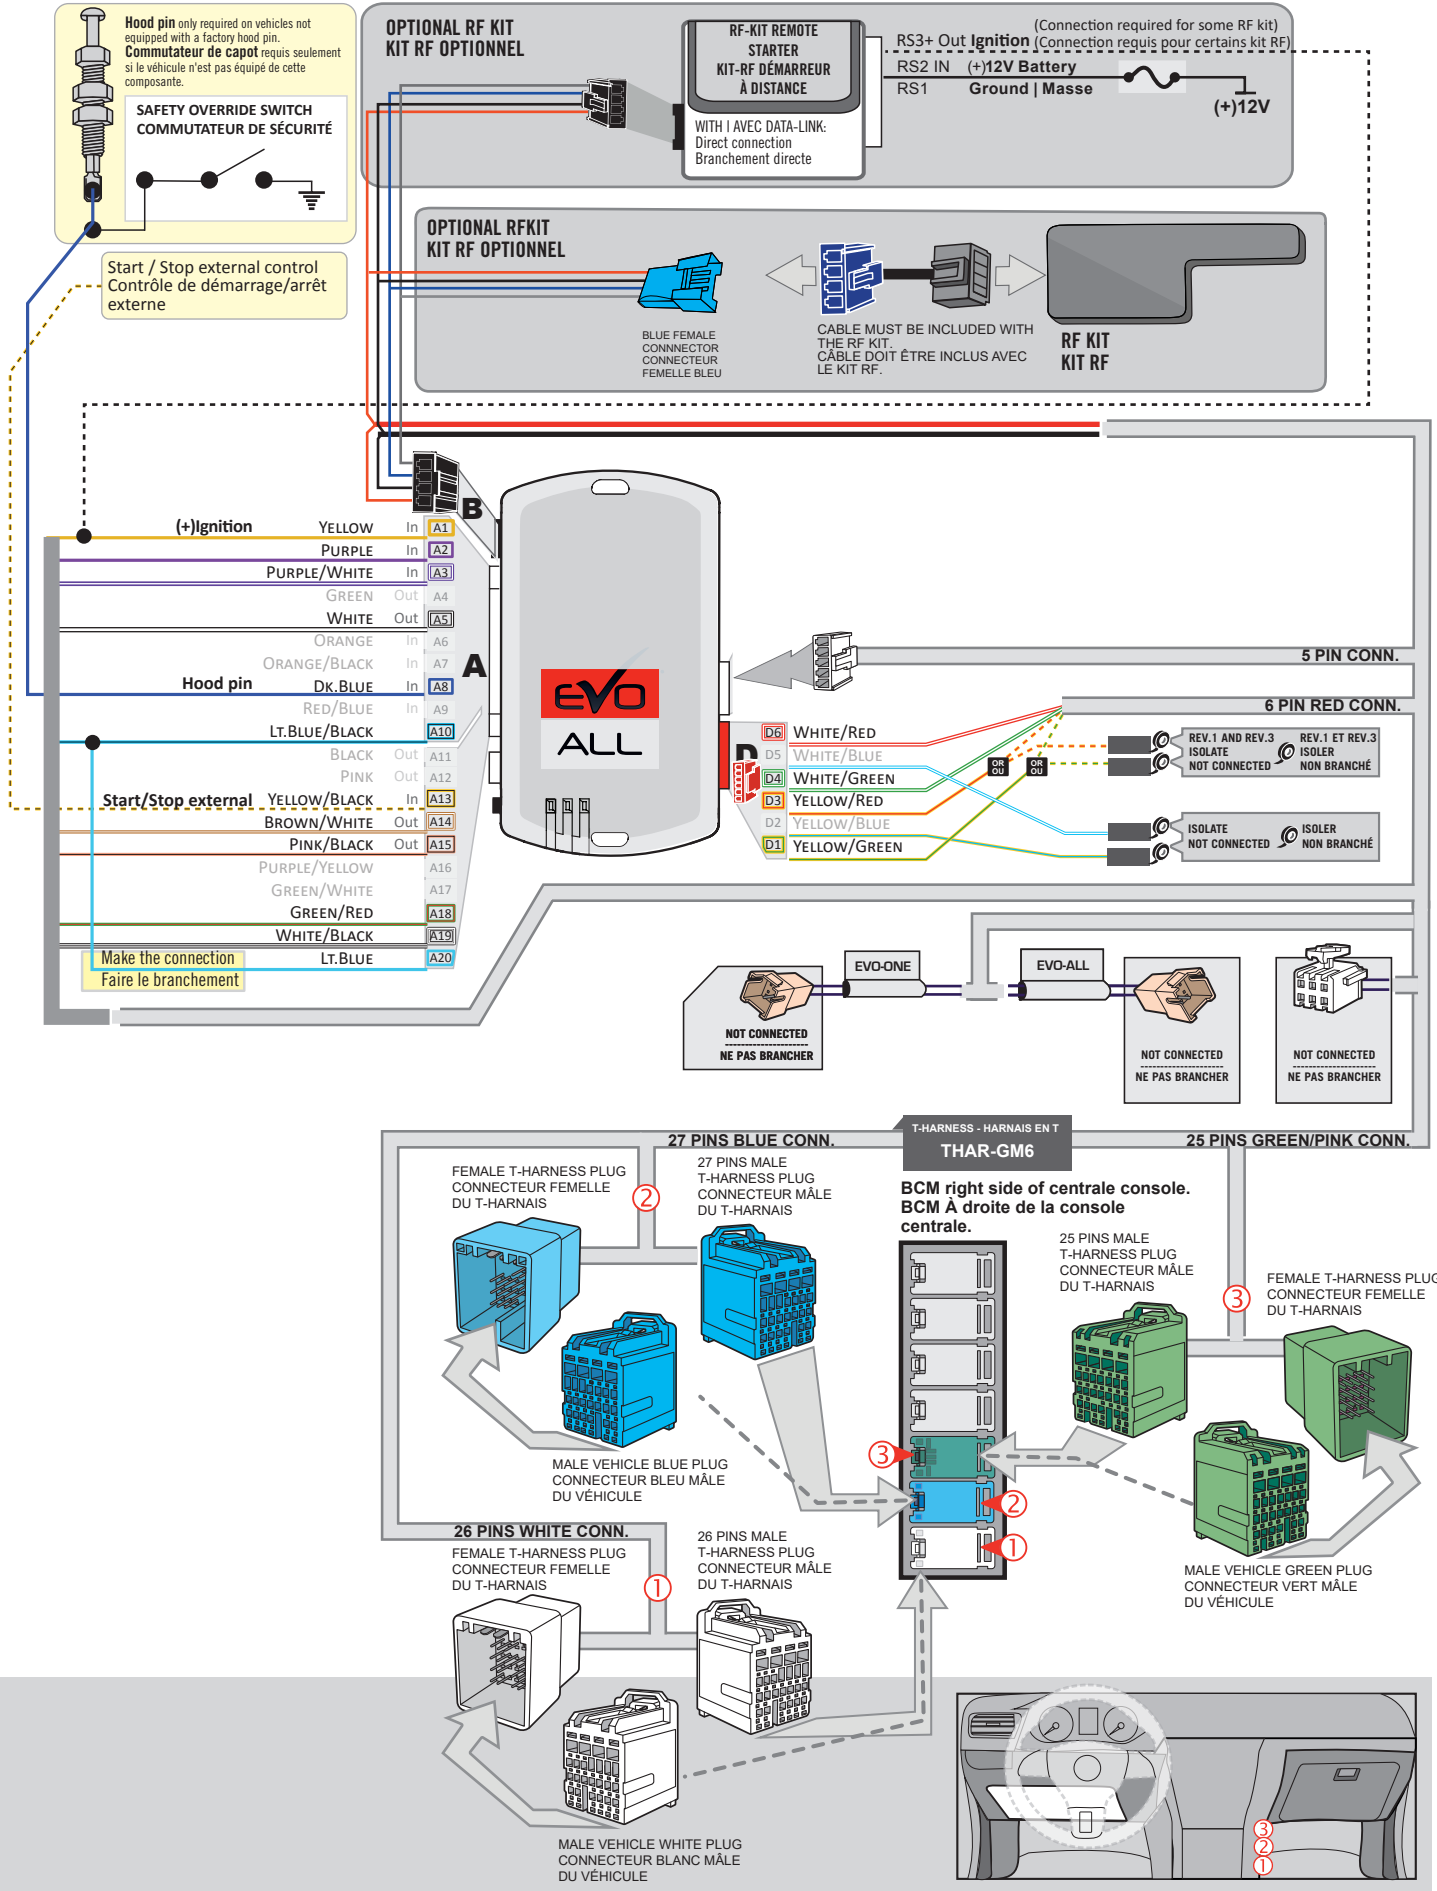 Hood pin only required on vehicles not
equipped with a factory hood pin.
Commutateur de capot requis seulement
si le véhicule n'est pas équipé de cette
composante.
SAFETY OVERRIDE SWITCH
COMMUTATEUR DE SÉCURITÉ
Start / Stop external control
Contrôle de démarrage/arrêt
externe
OPTIONAL RF KIT
KIT RF OPTIONNEL
RF-KIT REMOTE
STARTER
KIT-RF DÉMARREUR
À DISTANCE
WITH | AVEC DATA-LINK:
Direct connection
Branchement directe
(Connection required for some RF kit)
RS3+ Out Ignition (Connection requis pour certains kit RF)
RS2 IN (+)12V Battery
RS1 Ground | Masse
(+)12V
OPTIONAL RFKIT
KIT RF OPTIONNEL
BLUE FEMALE
CONNNECTOR
CONNECTEUR
FEMELLE BLEU
CABLE MUST BE INCLUDED WITH
THE RF KIT.
CÂBLE DOIT ÊTRE INCLUS AVEC
LE KIT RF.
RF KIT
KIT RF
B
A
D
(+)Ignition YELLOW In A1
PURPLE In A2
PURPLE/WHITE In A3
GREEN Out A4
WHITE Out A5
ORANGE In A6
ORANGE/BLACK In A7
Hood pin DK.BLUE In A8
RED/BLUE In A9
LT.BLUE/BLACK A10
BLACK Out A11
PINK Out A12
Start/Stop external YELLOW/BLACK In A13
BROWN/WHITE Out A14
PINK/BLACK Out A15
PURPLE/YELLOW A16
GREEN/WHITE A17
GREEN/RED A18
WHITE/BLACK A19
LT.BLUE A20
Make the connection
Faire le branchement
EVO
ALL
5 PIN CONN.
6 PIN RED CONN.
D6 WHITE/RED
D5 WHITE/BLUE
D4 WHITE/GREEN
D3 YELLOW/RED
D2 YELLOW/BLUE
D1 YELLOW/GREEN
OR
OU
OR
OU
REV.1 AND REV.3
ISOLATE
NOT CONNECTED
REV.1 ET REV.3
ISOLER
NON BRANCHÉ
ISOLATE
NOT CONNECTED
ISOLER
NON BRANCHÉ
EVO-ONE
EVO-ALL
NOT CONNECTED
NE PAS BRANCHER
NOT CONNECTED
NE PAS BRANCHER
NOT CONNECTED
NE PAS BRANCHER
T-HARNESS - HARNAIS EN T
THAR-GM6
27 PINS BLUE CONN.
25 PINS GREEN/PINK CONN.
BCM right side of centrale console.
BCM À droite de la console
centrale.
FEMALE T-HARNESS PLUG
CONNECTEUR FEMELLE
DU T-HARNAIS
2
27 PINS MALE
T-HARNESS PLUG
CONNECTEUR MÂLE
DU T-HARNAIS
25 PINS MALE
T-HARNESS PLUG
CONNECTEUR MÂLE
DU T-HARNAIS
3
FEMALE T-HARNESS PLUG
CONNECTEUR FEMELLE
DU T-HARNAIS
MALE VEHICLE BLUE PLUG
CONNECTEUR BLEU MÂLE
DU VÉHICULE
3
2
1
MALE VEHICLE GREEN PLUG
CONNECTEUR VERT MÂLE
DU VÉHICULE
26 PINS WHITE CONN.
FEMALE T-HARNESS PLUG
CONNECTEUR FEMELLE
DU T-HARNAIS
1
26 PINS MALE
T-HARNESS PLUG
CONNECTEUR MÂLE
DU T-HARNAIS
MALE VEHICLE WHITE PLUG
CONNECTEUR BLANC MÂLE
DU VÉHICULE
3
2
1